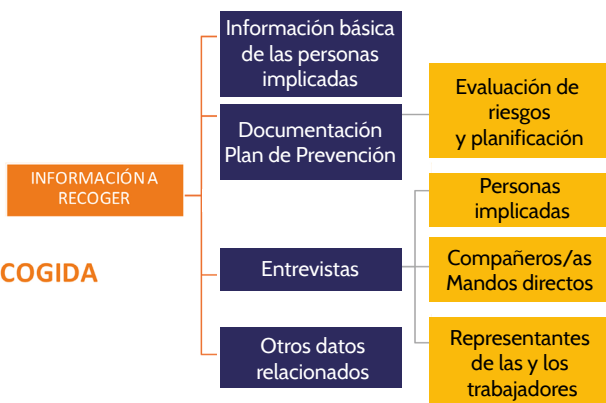 INFORMACIÓN A
RECOGER
COGIDA
Información básica
de las personas
implicadas
Documentación
Plan de Prevención
Evaluación de
riesgos
y planificación
Entrevistas
Personas
implicadas
Compañeros/as
Mandos directos
Representantes
de las y los
trabajadores
Otros datos
relacionados